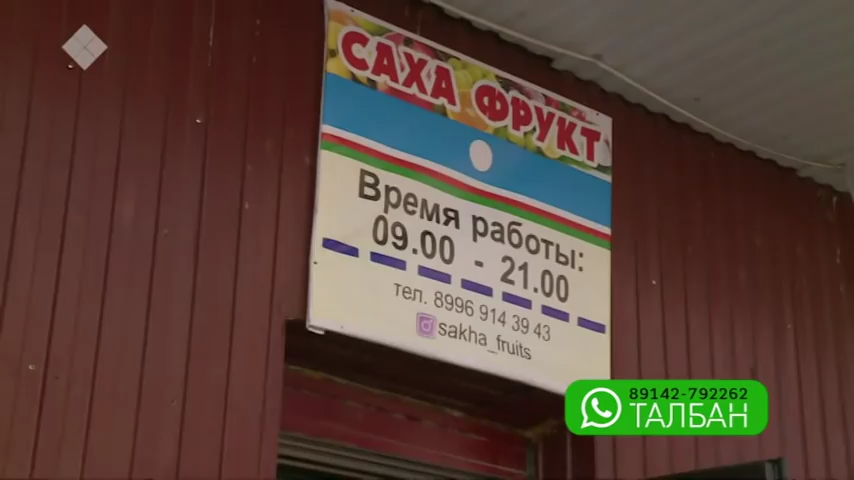 САХА ФРУКТ
Время работы:
09.00 - 21.00
тел. 8996 914 39 43
sakha_fruits
89142-792262
ТАЛБАН